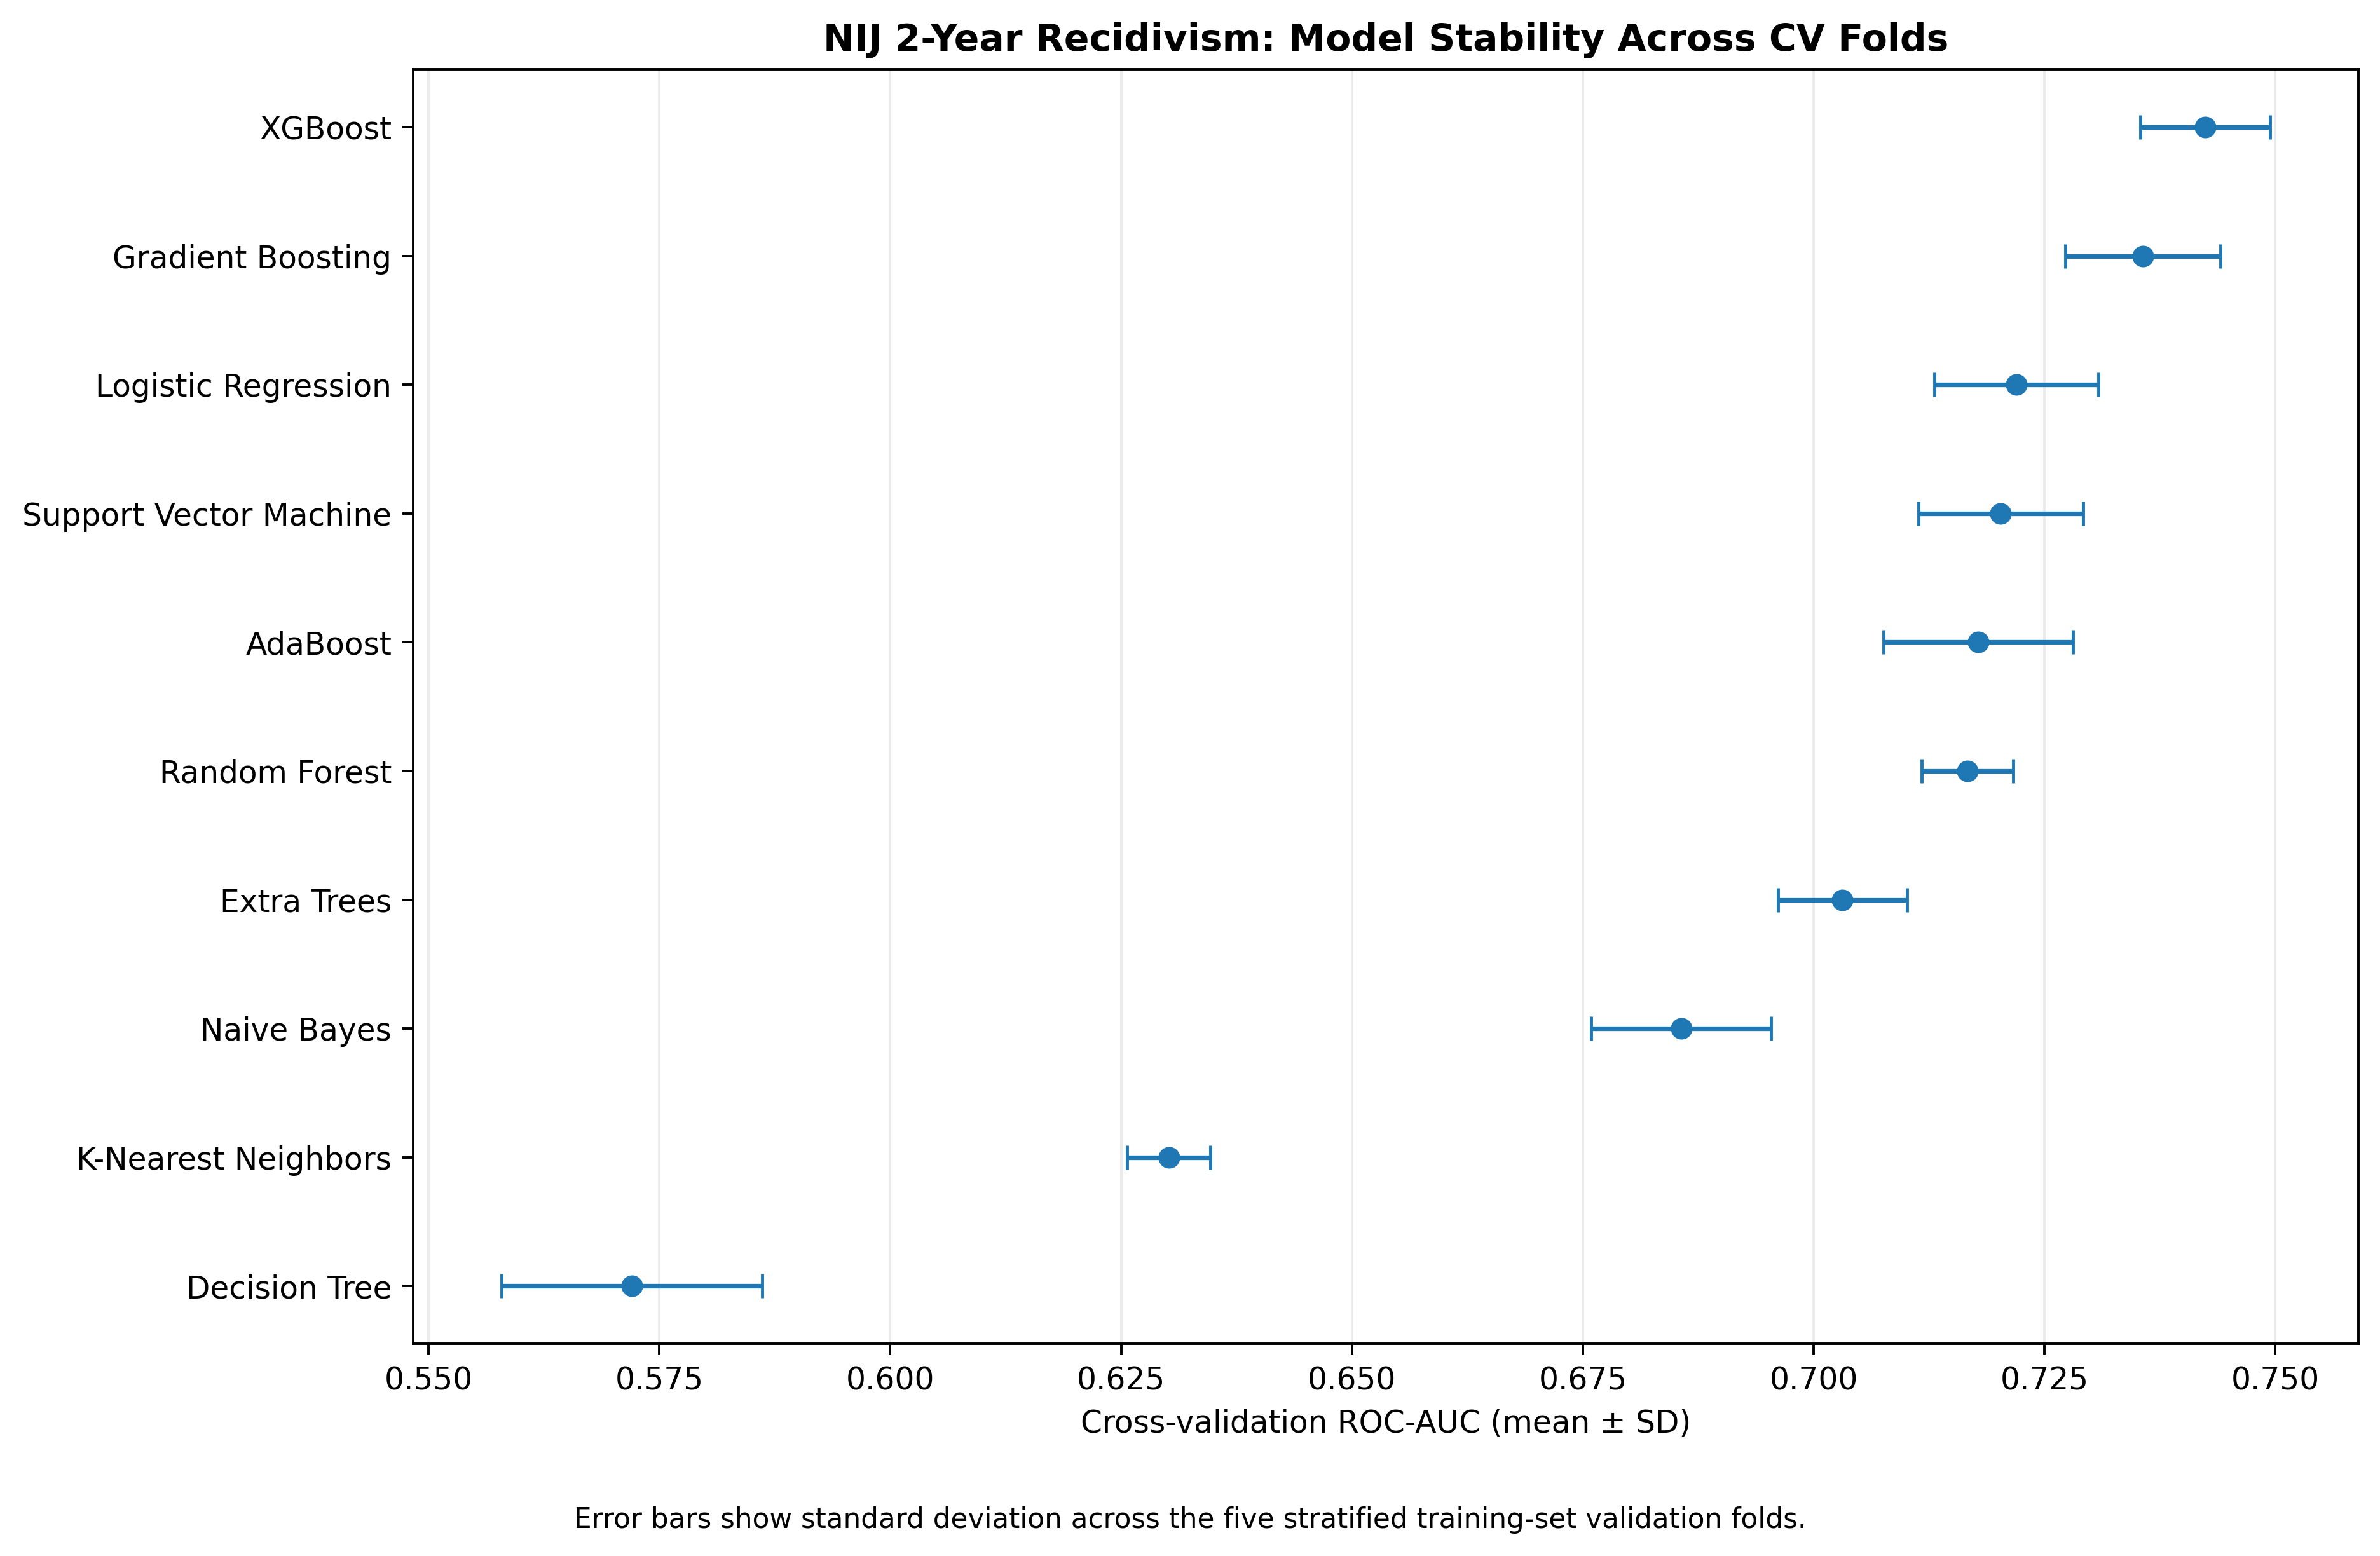 NIJ 2-Year Recidivism: Model Stability Across CV Folds
XGBoost
Gradient Boosting
Logistic Regression
Support Vector Machine
AdaBoost
Random Forest
Extra Trees
Naive Bayes
K-Nearest Neighbors
Decision Tree
0.550 0.575 0.600 0.625 0.650 0.675 0.700 0.725 0.750
Cross-validation ROC-AUC (mean ± SD)
Error bars show standard deviation across the five stratified training-set validation folds.